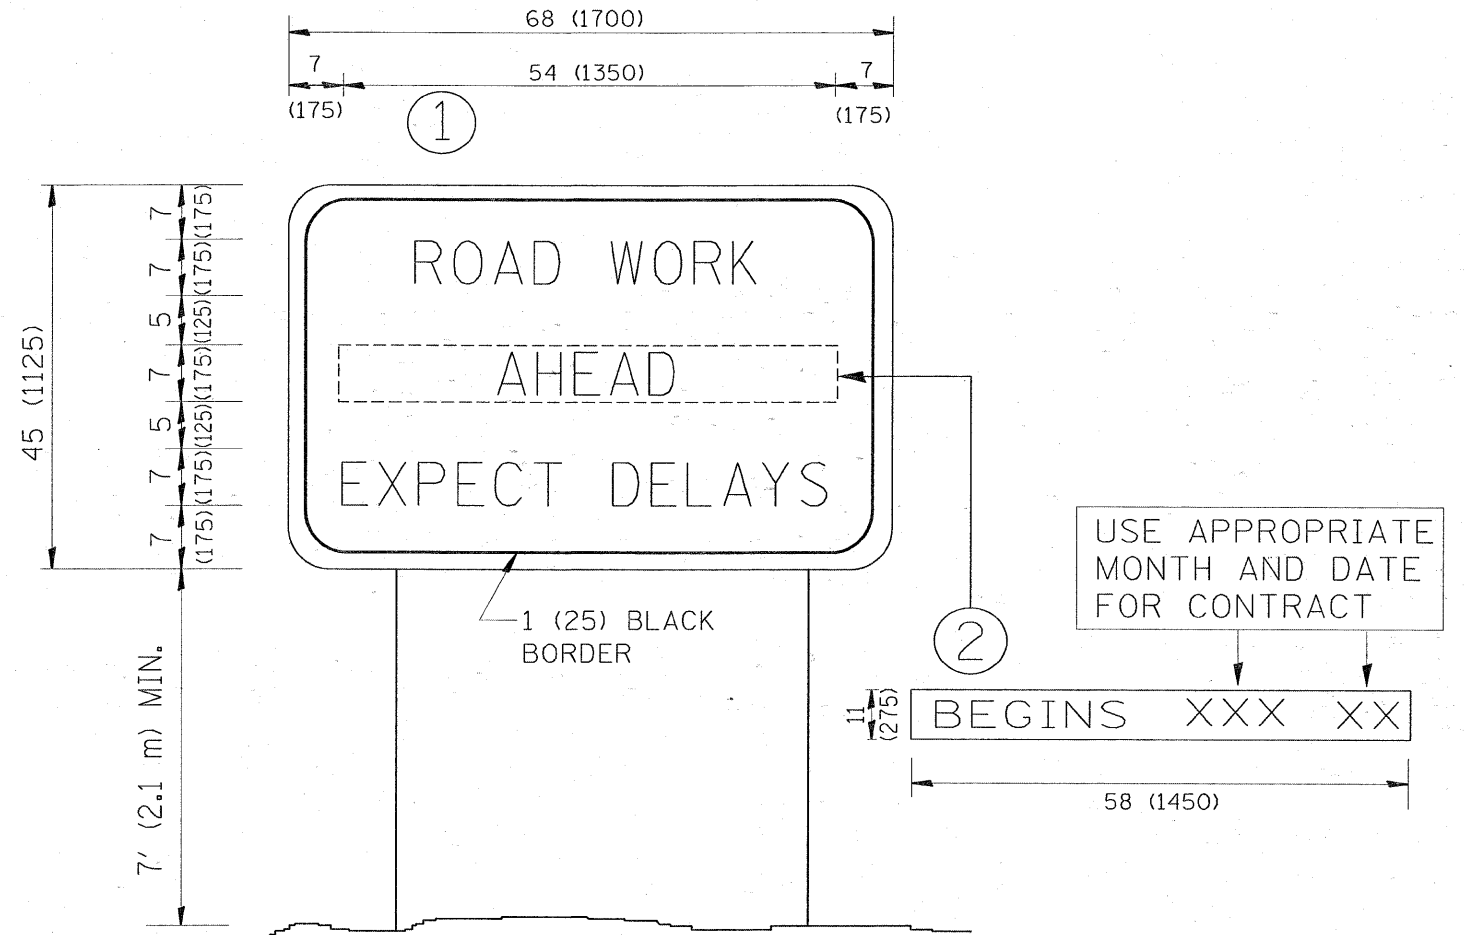 68 (1700)
7
54 (1350)
7
(175)
(175)
1
45 (1125)
7 (175)
7 (175)
5 (125)
7 (175)
5 (125)
7 (175)
7 (175)
ROAD WORK
AHEAD
EXPECT DELAYS
1 (25) BLACK
BORDER
7' (2.1 m) MIN.
2
USE APPROPRIATE
MONTH AND DATE
FOR CONTRACT
11
(275)
BEGINS XXX XX
58 (1450)